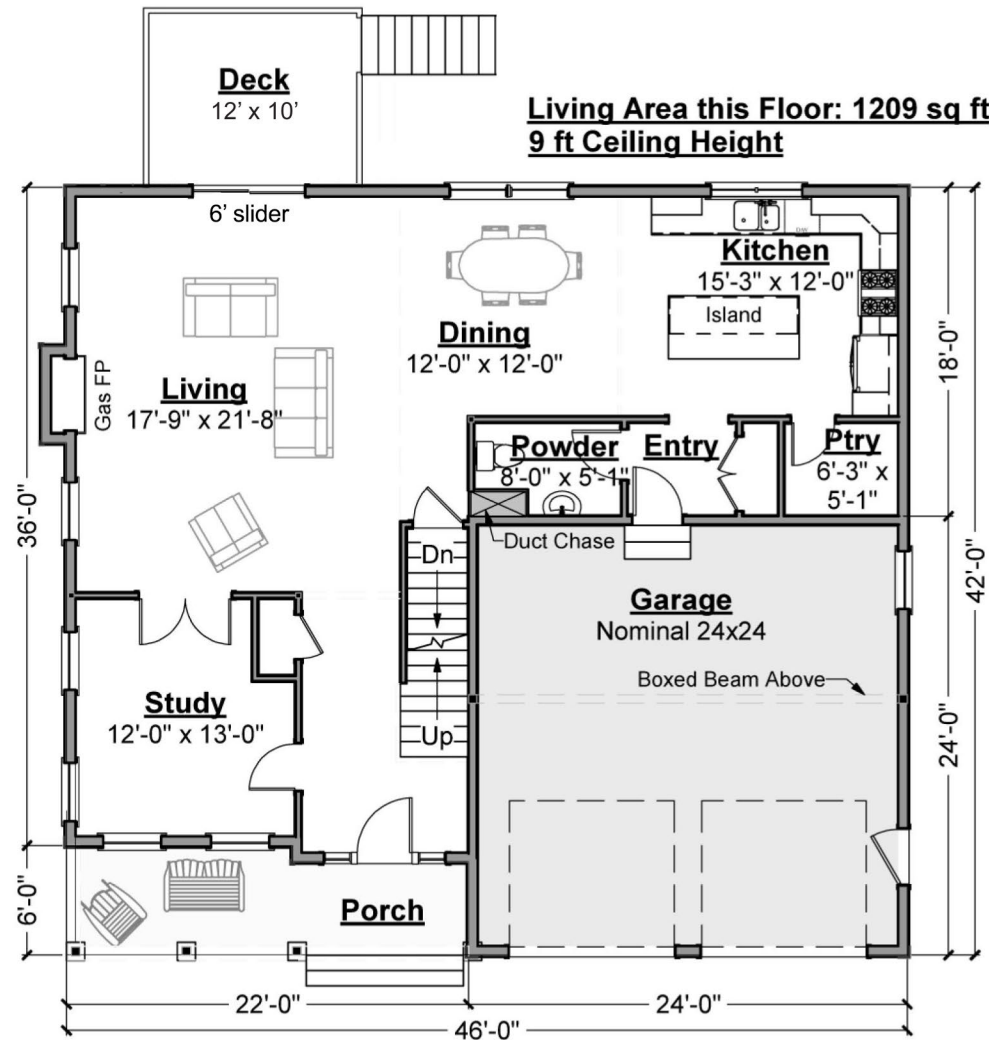 Deck
12' x 10'
Living Area this Floor: 1209 sq ft
9 ft Ceiling Height
6' slider
Kitchen
15'-3" x 12'-0"
Island
Dining
12'-0" x 12'-0"
Gas FP
Living
17'-9" x 21'-8"
18'-0"
Powder
8'-0" x 5'-1"
Entry
Ptry
6'-3" x
5'-1"
36'-0"
42'-0"
Duct Chase
Dn
Garage
Nominal 24x24
Boxed Beam Above
Study
12'-0" x 13'-0"
Up
24'-0"
6'-0"
Porch
22'-0"
24'-0"
46'-0"